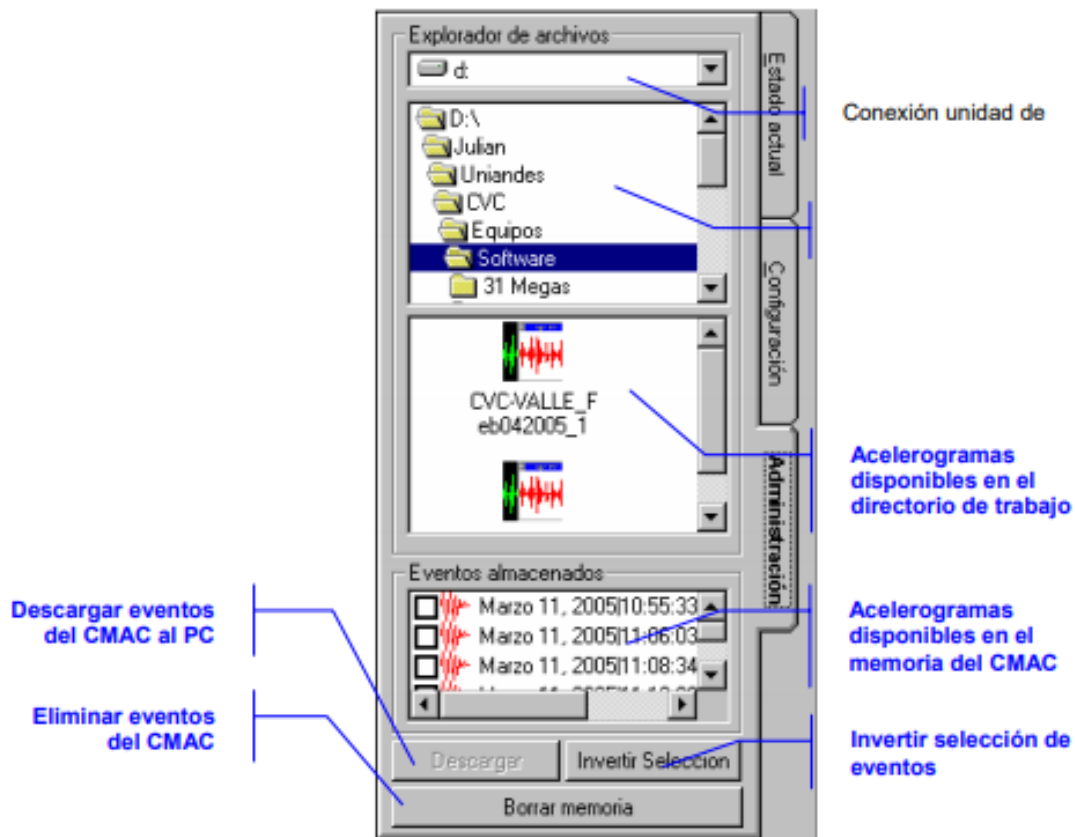 Explorador de archivos
d:
D:\
Julian
Uniandes
CVC
Equipos
Software
31 Megas
CVC-VALLE_F
eb042005_1
Eventos almacenados
Marzo 11, 2005|10:55:33
Marzo 11, 2005|11:06:03
Marzo 11, 2005|11:08:34
Descargar
Invertir Seleccion
Borrar memoria
Estado actual
Configuración
Administración
Conexión unidad de
Acelerogramas
disponibles en el
directorio de trabajo
Acelerogramas
disponibles en el
memoria del CMAC
Invertir selección de
eventos
Descargar eventos
del CMAC al PC
Eliminar eventos
del CMAC